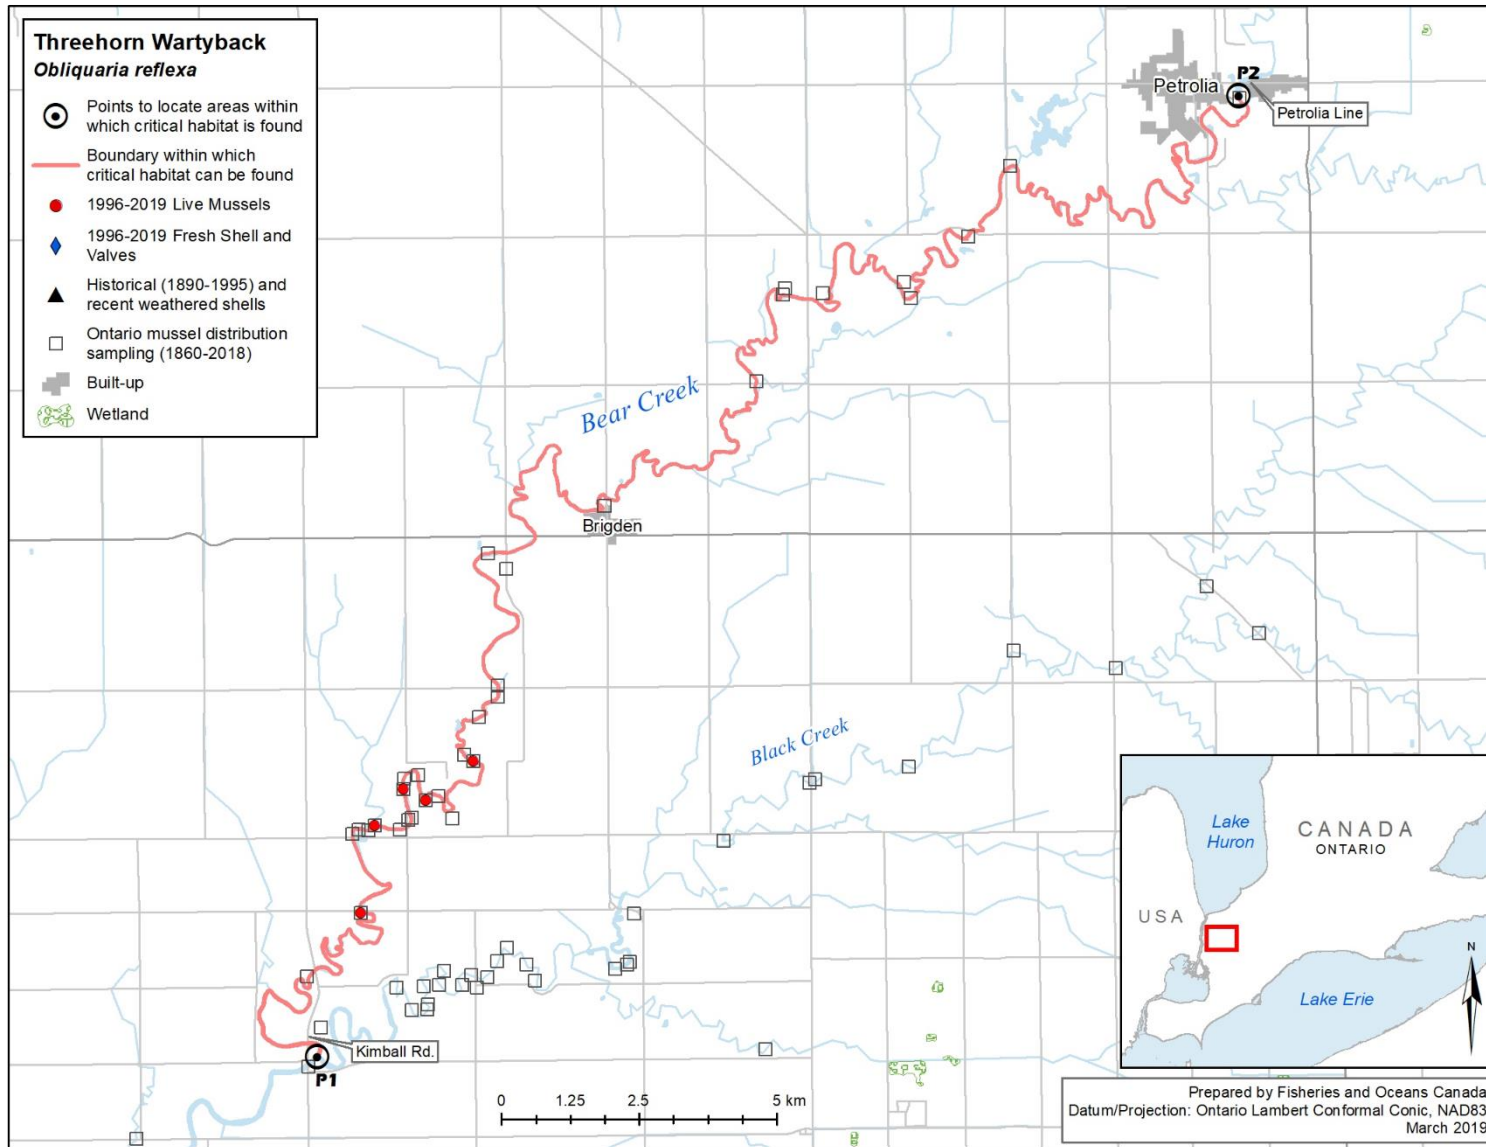 Threehorn Wartyback
Obliquaria reflexa
Points to locate areas within
which critical habitat is found
Boundary within which
critical habitat can be found
1996-2019 Live Mussels
1996-2019 Fresh Shell and
Valves
Historical (1890-1995) and
recent weathered shells
Ontario mussel distribution
sampling (1860-2018)
Built-up
Wetland
P2
Petrolia
Petrolia Line
Bear Creek
Brigden
Black Creek
Kimball Rd.
P1
0 1.25 2.5 5 km
Lake
Huron
CANADA
ONTARIO
USA
Lake Erie
N
Prepared by Fisheries and Oceans Canada
Datum/Projection: Ontario Lambert Conformal Conic, NAD83
March 2019